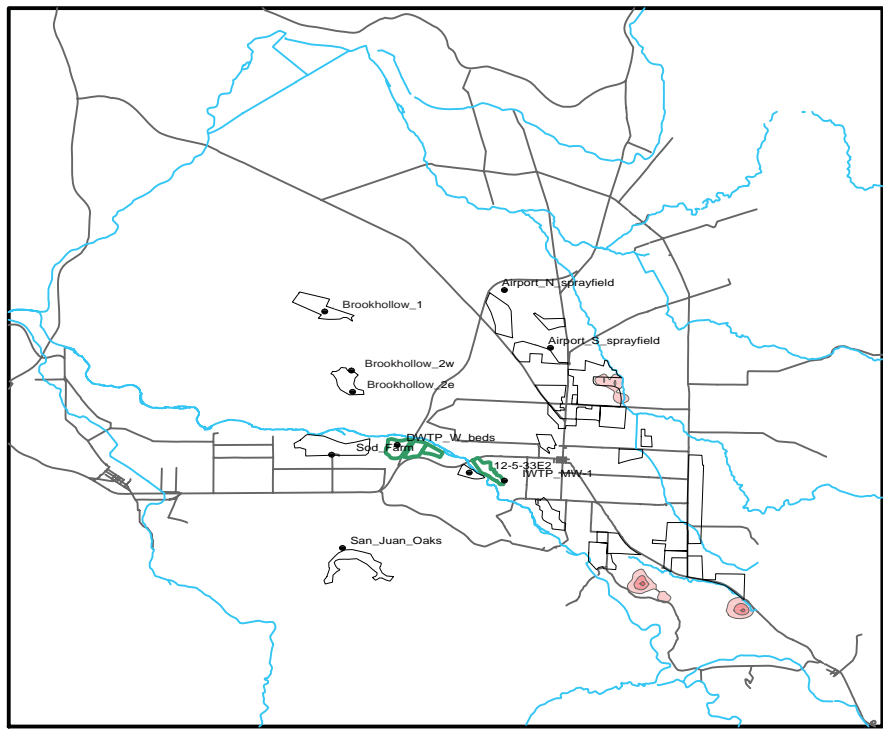 Airport_N_sprayfield
Brookhollow_1
Airport_S_sprayfield
Brookhollow_2w
Brookhollow_2e
DWTP_W_beds
Sod_Farm
12-5-33E2
IWTP_MW-1
San_Juan_Oaks